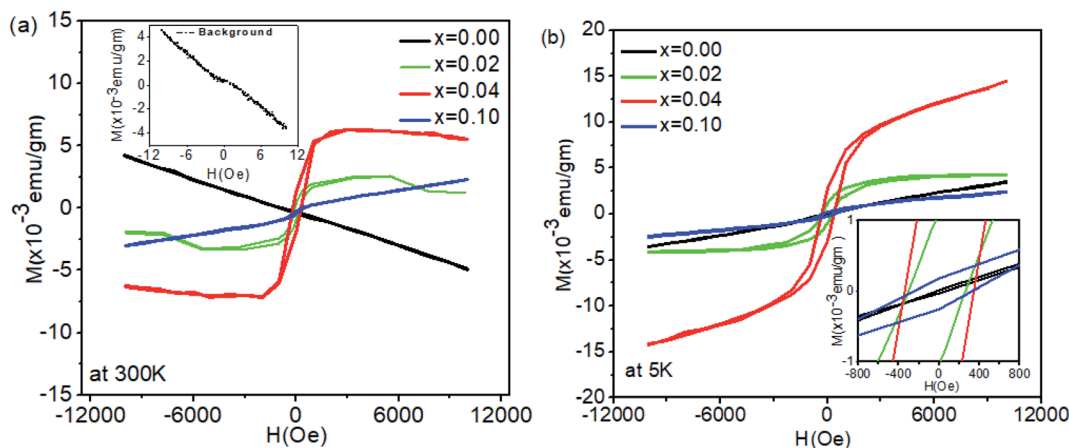 (a)
15
10
5
0
-5
-10
-15
M(x10⁻³emu/gm)
-12000 -6000 0 6000 12000
H(Oe)
at 300K
x=0.00
x=0.02
x=0.04
x=0.10
Background
4
2
0
-2
-4
M(x10⁻³emu/gm)
-12 -6 0 6 12
H(Oe)
(b)
20
15
10
5
0
-5
-10
-15
-20
M(x10⁻³emu/gm)
-12000 -6000 0 6000 12000
H(Oe)
at 5K
x=0.00
x=0.02
x=0.04
x=0.10
1
0
-1
M(x10⁻³emu/gm )
-800 -400 0 400 800
H(Oe)